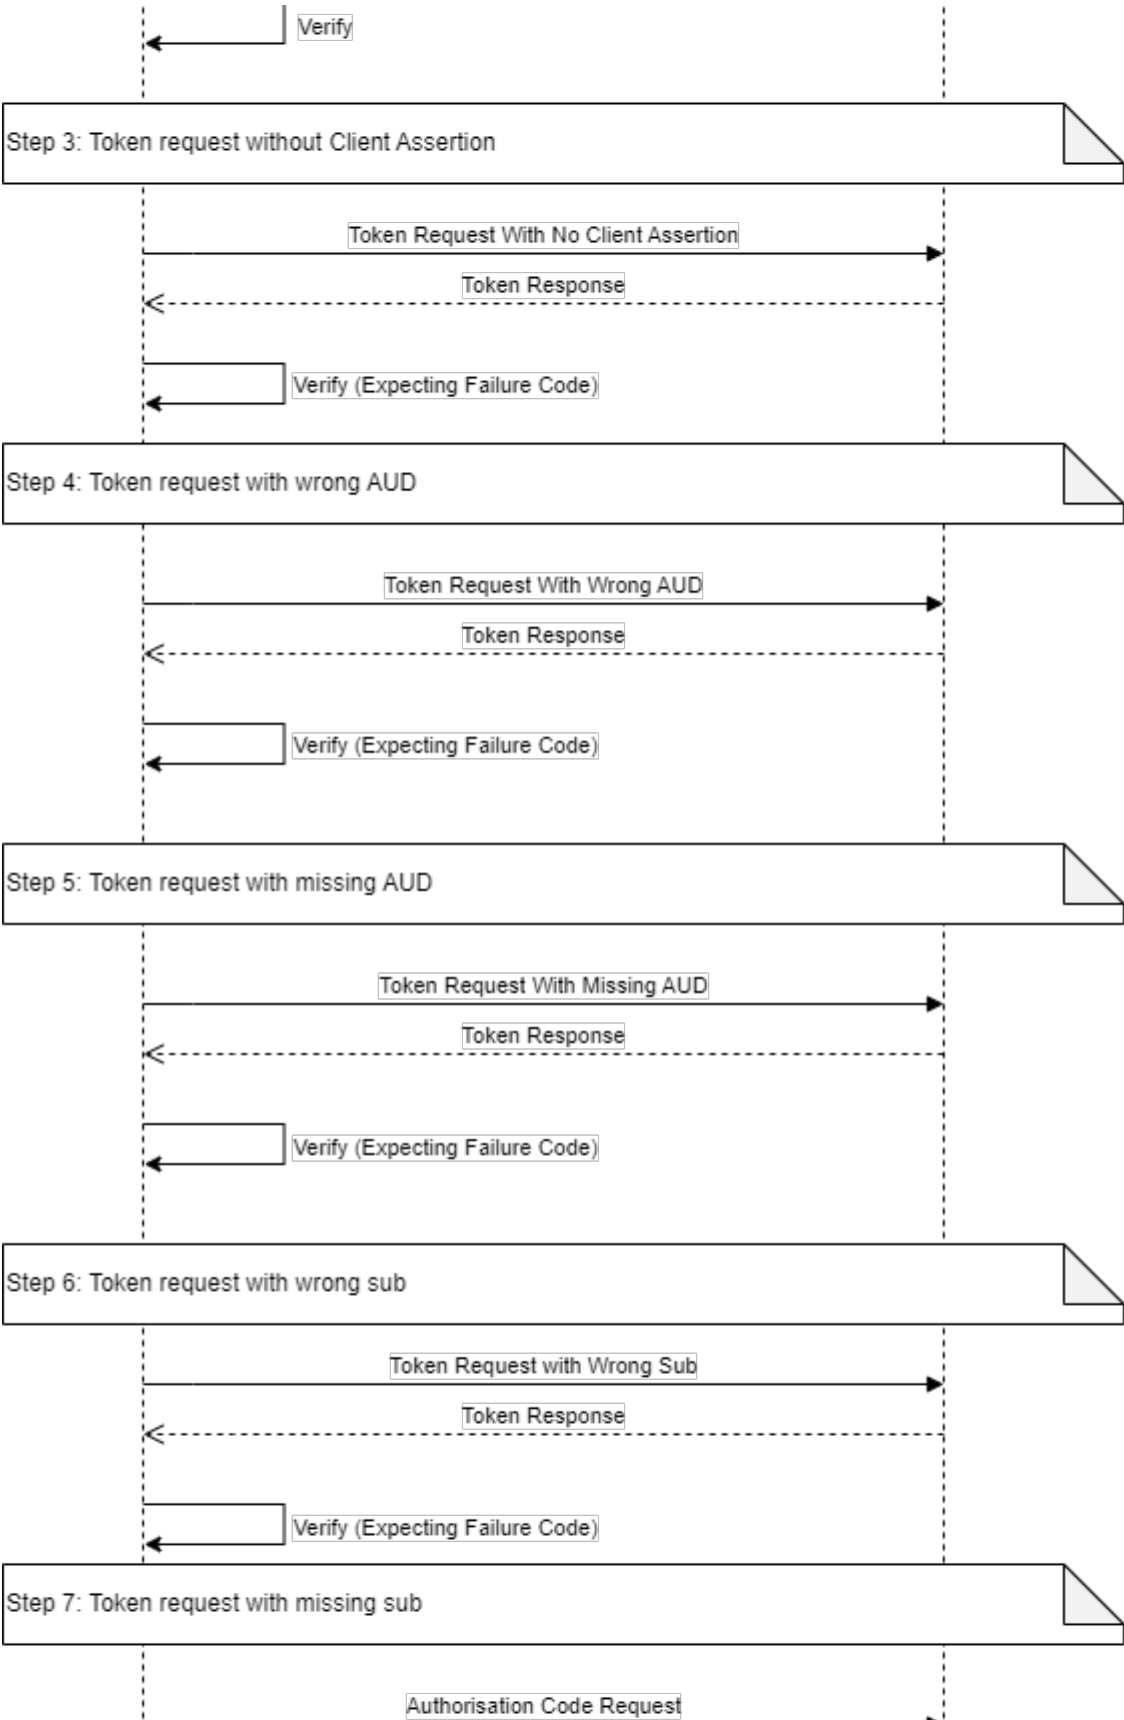 Verify
Step 3: Token request without Client Assertion
Token Request With No Client Assertion
Token Response
Verify (Expecting Failure Code)
Step 4: Token request with wrong AUD
Token Request With Wrong AUD
Token Response
Verify (Expecting Failure Code)
Step 5: Token request with missing AUD
Token Request With Missing AUD
Token Response
Verify (Expecting Failure Code)
Step 6: Token request with wrong sub
Token Request with Wrong Sub
Token Response
Verify (Expecting Failure Code)
Step 7: Token request with missing sub
Authorisation Code Request